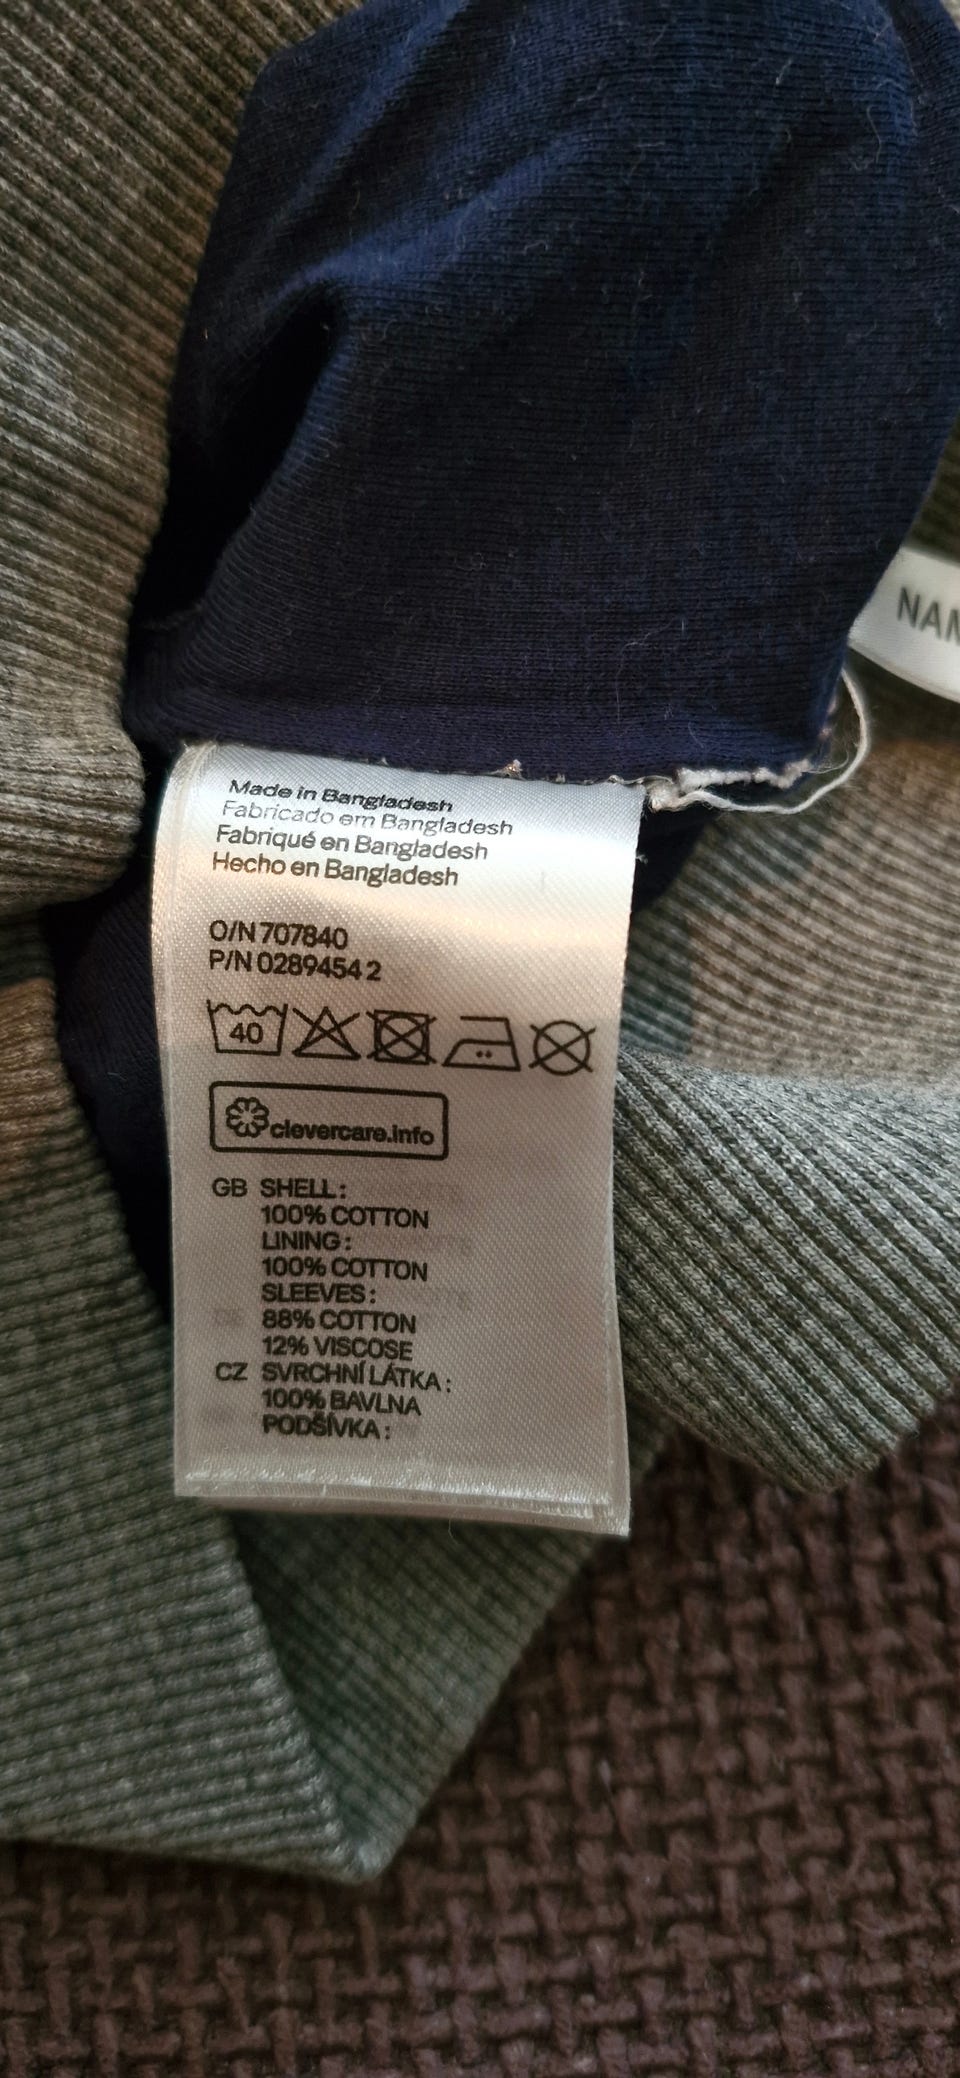 Made in Bangladesh
Fabricado em Bangladesh
Fabriqué en Bangladesh
Hecho en Bangladesh
O/N 707840
P/N 0289454 2
40
clevercare.info
GB SHELL:
100% COTTON
LINING:
100% COTTON
SLEEVES:
88% COTTON
12% VISCOSE
CZ SVRCHNÍ LÁTKA:
100% BAVLNA
PODŠÍVKA: